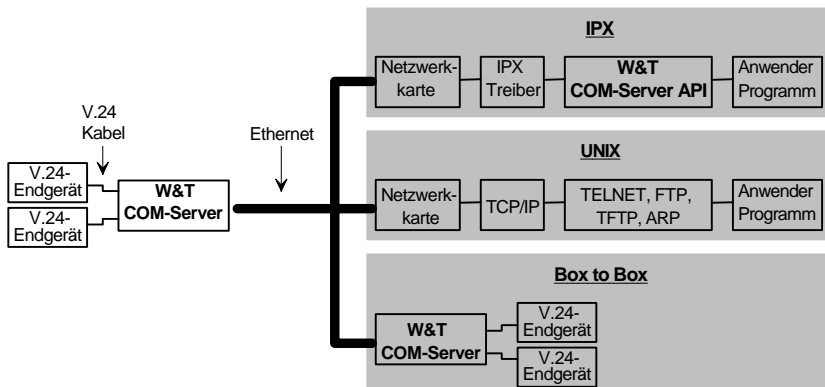 IPX
Netzwerk-
karte
IPX
Treiber
W&T
COM-Server API
Anwender
Programm
V.24
Kabel
Ethernet
UNIX
V.24-
Endgerät
V.24-
Endgerät
W&T
COM-Server
Netzwerk-
karte
TCP/IP
TELNET, FTP,
TFTP, ARP
Anwender
Programm
Box to Box
W&T
COM-Server
V.24-
Endgerät
V.24-
Endgerät